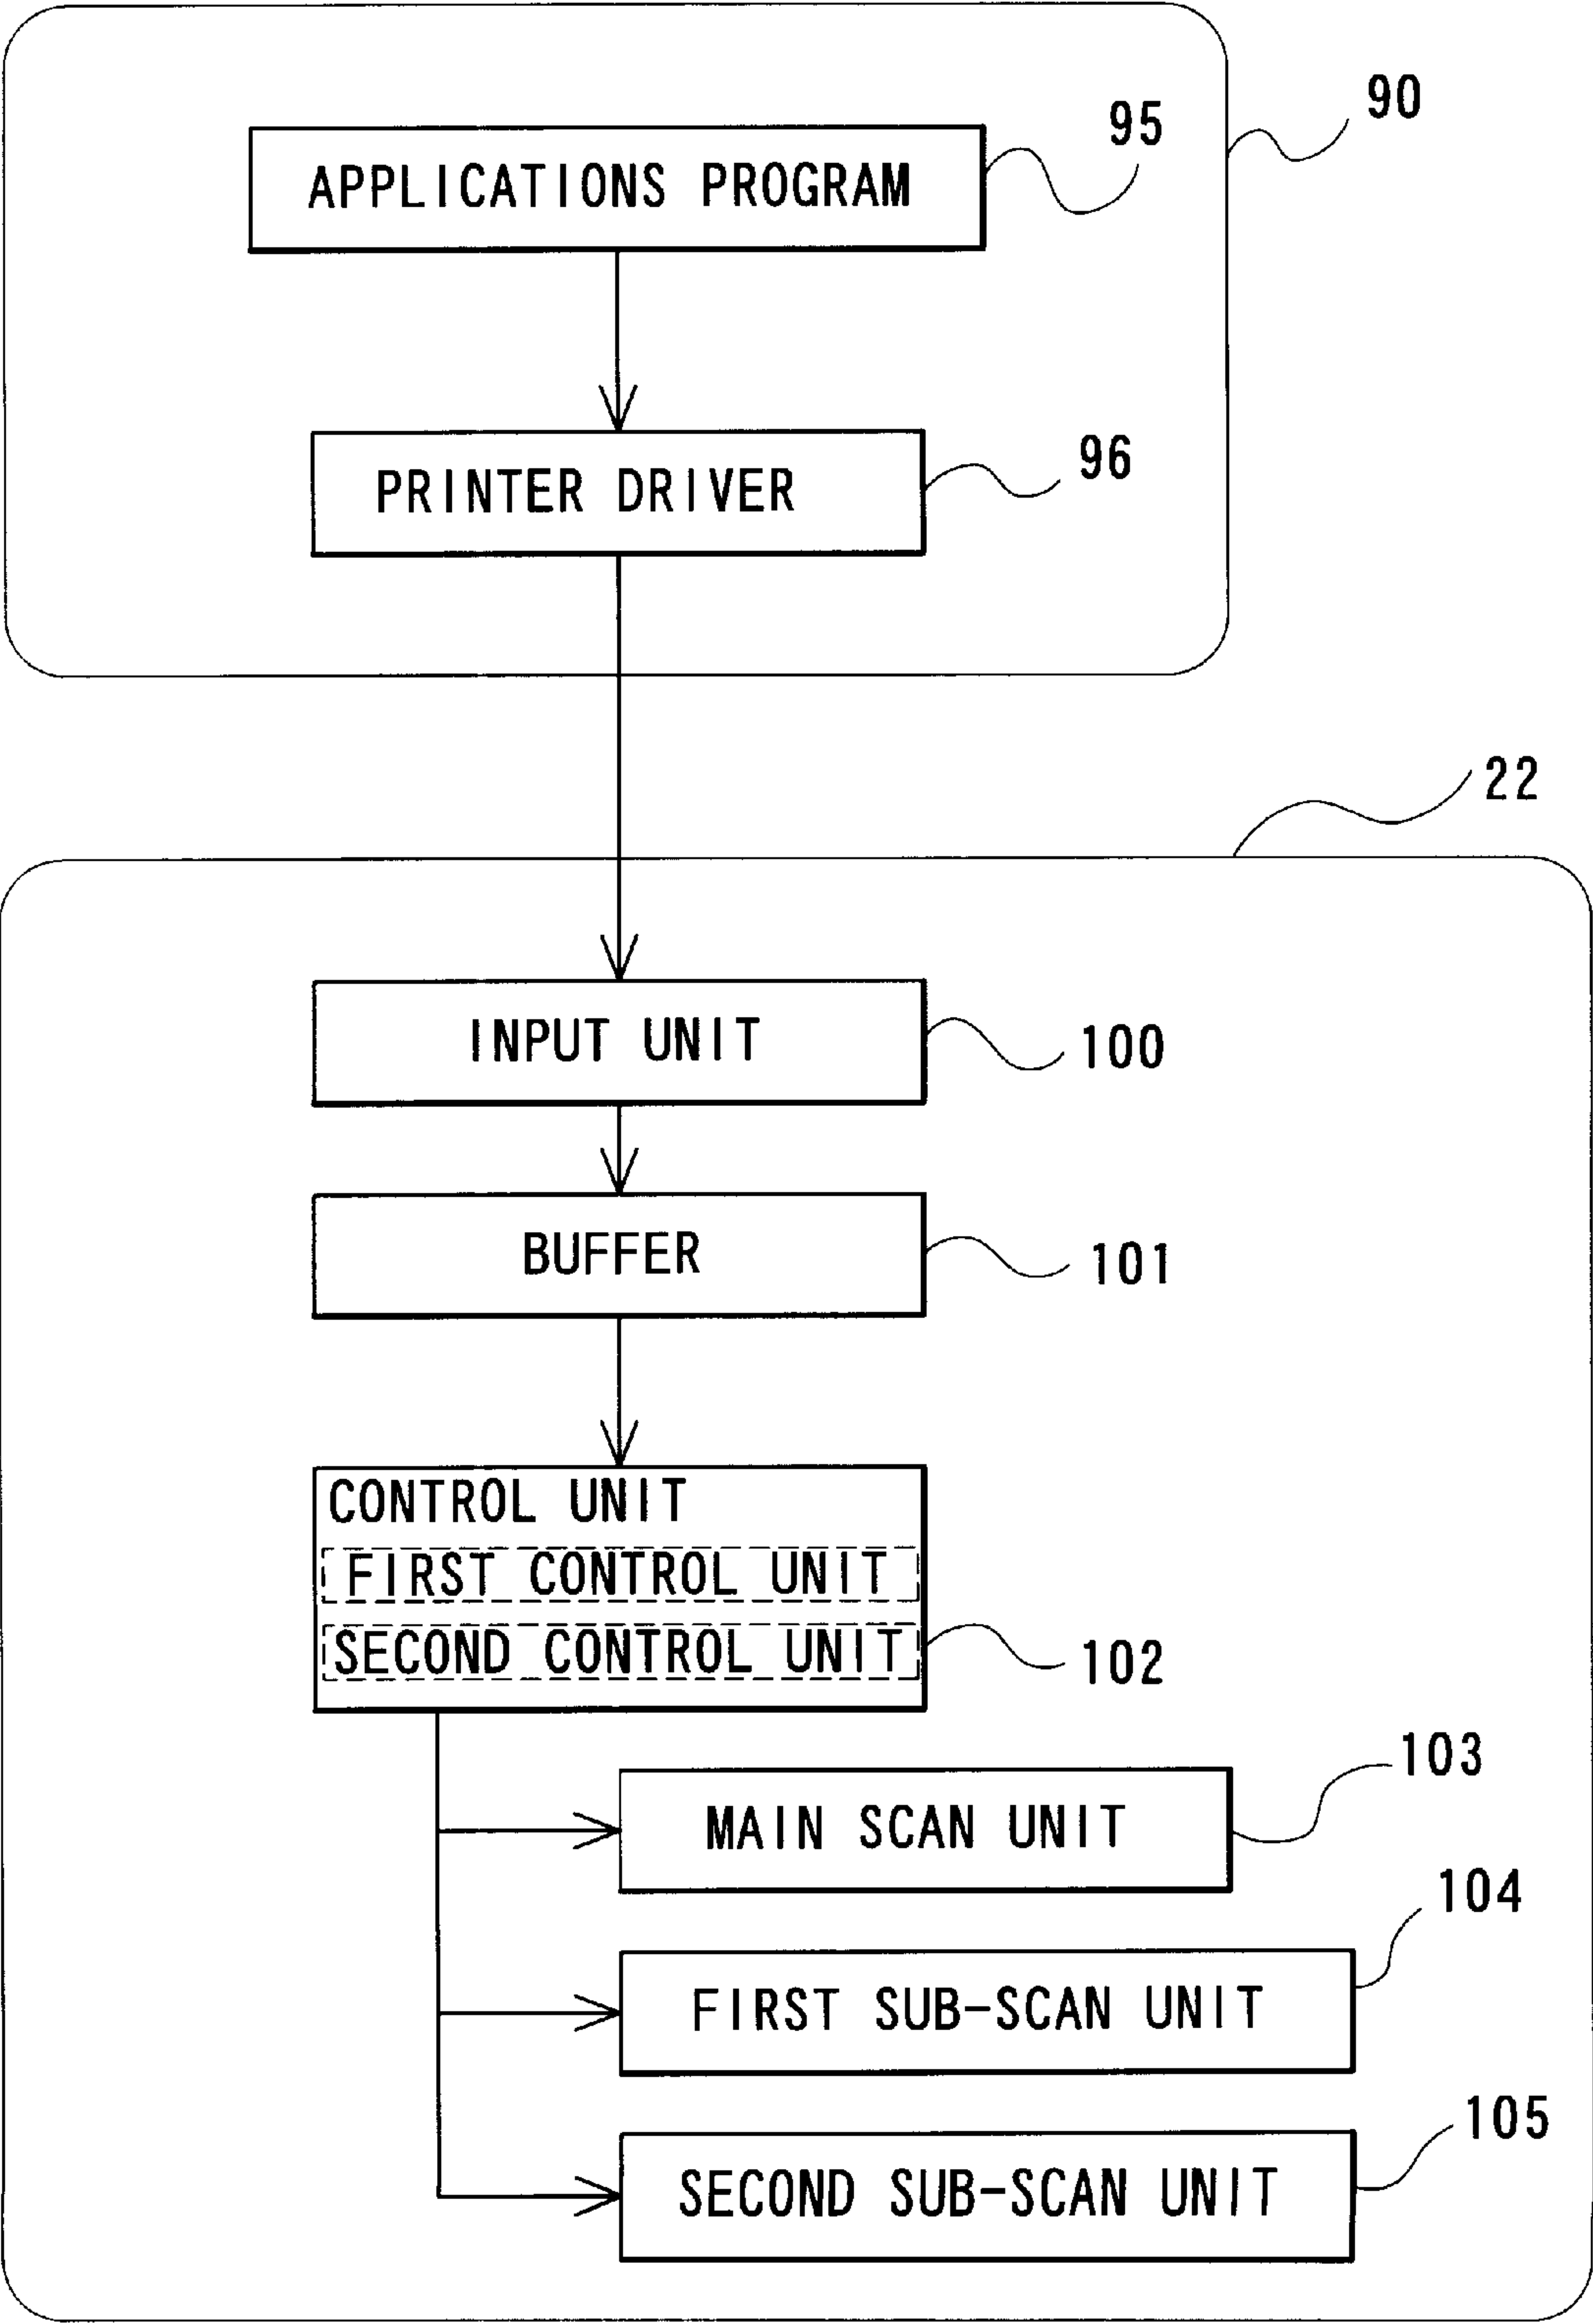 90
95
APPLICATIONS PROGRAM
96
PRINTER DRIVER
22
INPUT UNIT
100
BUFFER
101
CONTROL UNIT
FIRST CONTROL UNIT
SECOND CONTROL UNIT
102
103
MAIN SCAN UNIT
104
FIRST SUB-SCAN UNIT
105
SECOND SUB-SCAN UNIT